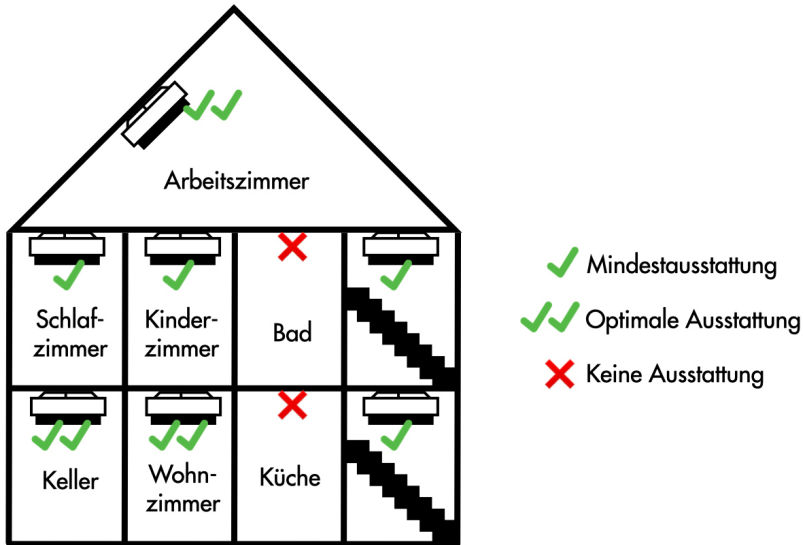 Arbeitszimmer
Schlaf-
zimmer
Kinder-
zimmer
Bad
Keller
Wohn-
zimmer
Küche
Mindestausstattung
Optimale Ausstattung
Keine Ausstattung